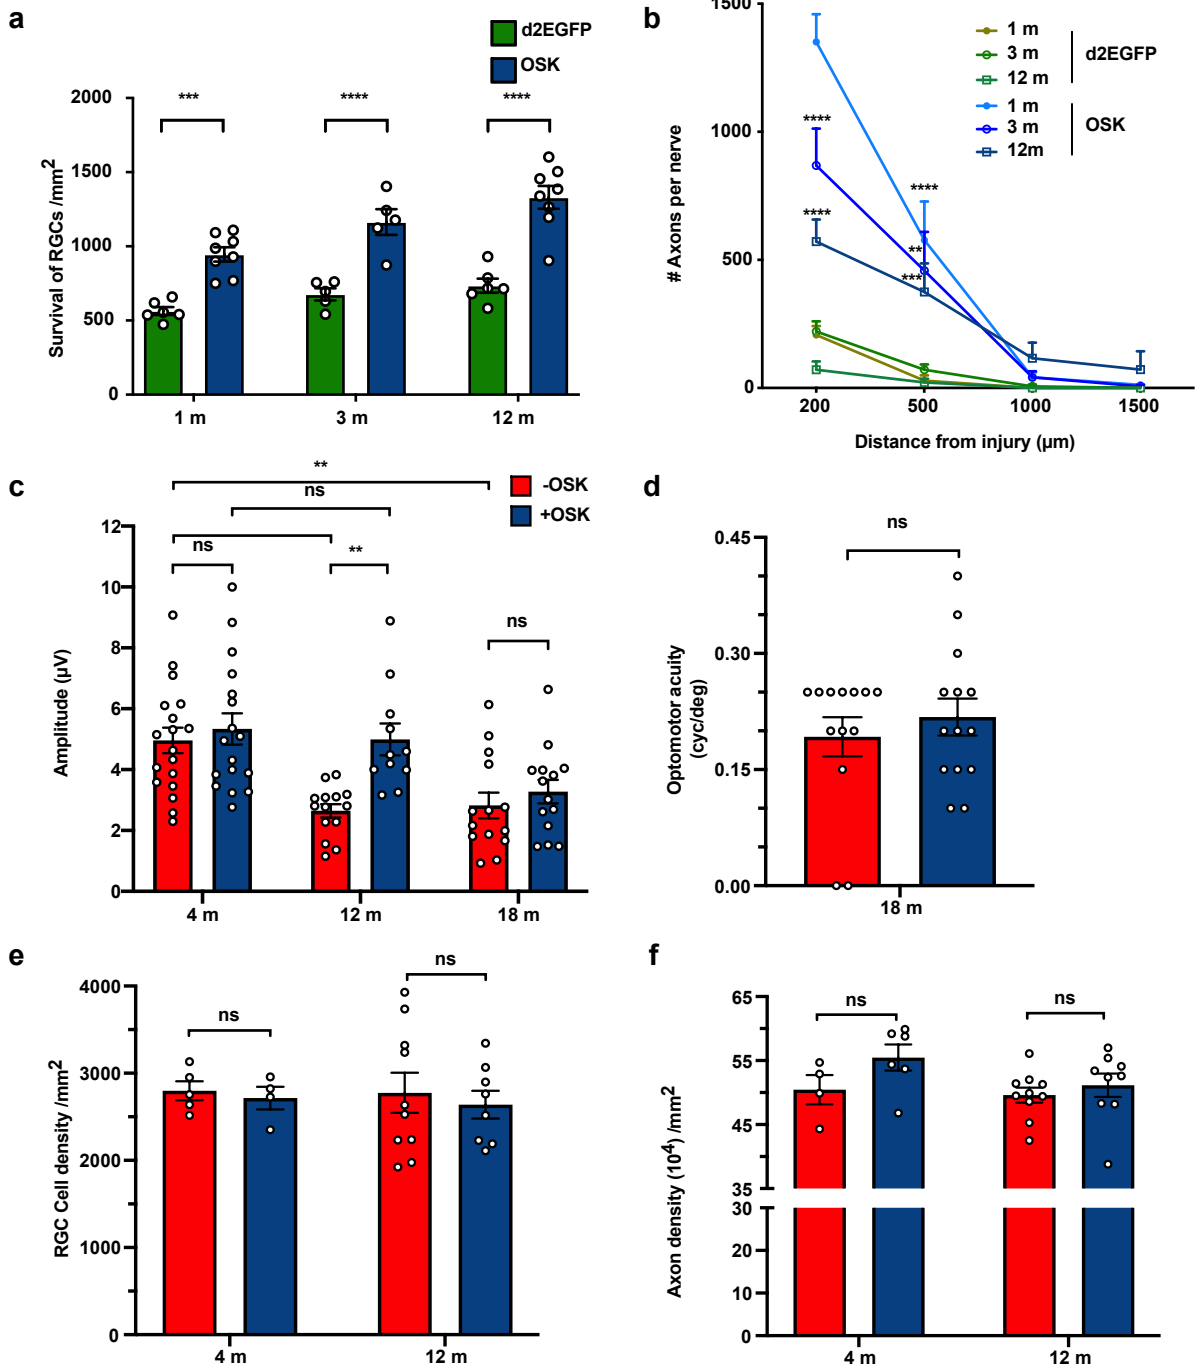 a
d2EGFP
OSK
Survival of RGCs /mm2
2000
1500
1000
500
0
***
****
****
1 m
3 m
12 m
b
# Axons per nerve
1500
1000
500
0
1 m
3 m
12 m
d2EGFP
1 m
3 m
12m
OSK
****
****
****
**
***
200
500
1000
1500
Distance from injury (µm)
c
-OSK
+OSK
Amplitude (µV)
12
10
8
6
4
2
0
**
ns
ns
**
ns
4 m
12 m
18 m
d
Optomotor acuity
(cyc/deg)
0.45
0.30
0.15
0.00
ns
18 m
e
RGC Cell density/mm2
4000
3000
2000
1000
0
ns
ns
4 m
12 m
f
Axon density (104) /mm2
65
55
45
35
30
20
10
0
ns
ns
4 m
12 m